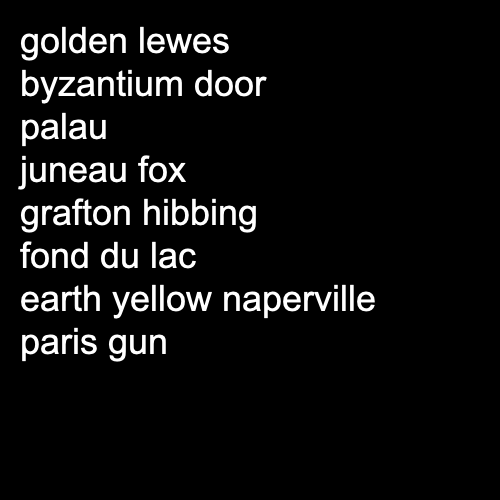 golden lewes
byzantium door
palau
juneau fox
grafton hibbing
fond du lac
earth yellow naperville
paris gun